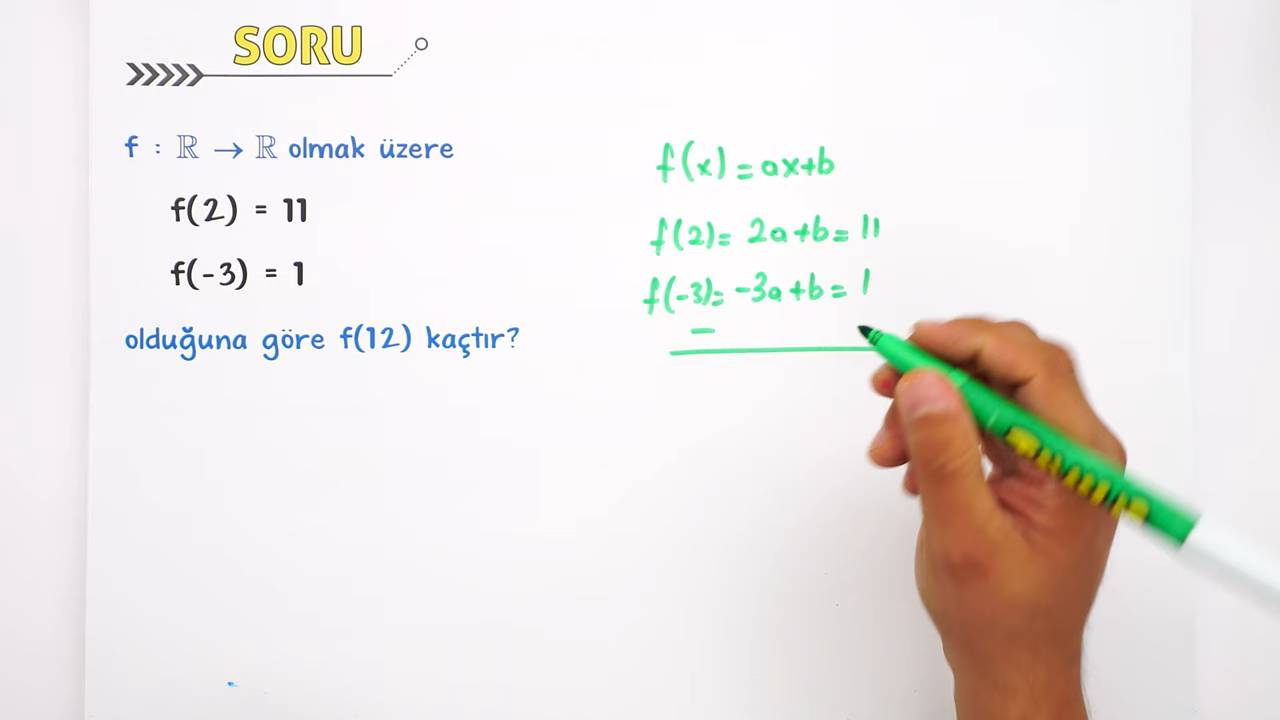 SORU
f : ℝ → ℝ olmak üzere
f(2) = 11
f(-3) = 1
olduğuna göre f(12) kaçtır?
f(x) = ax+b
f(2) = 2a+b = 11
f(-3) = -3a+b = 1
−